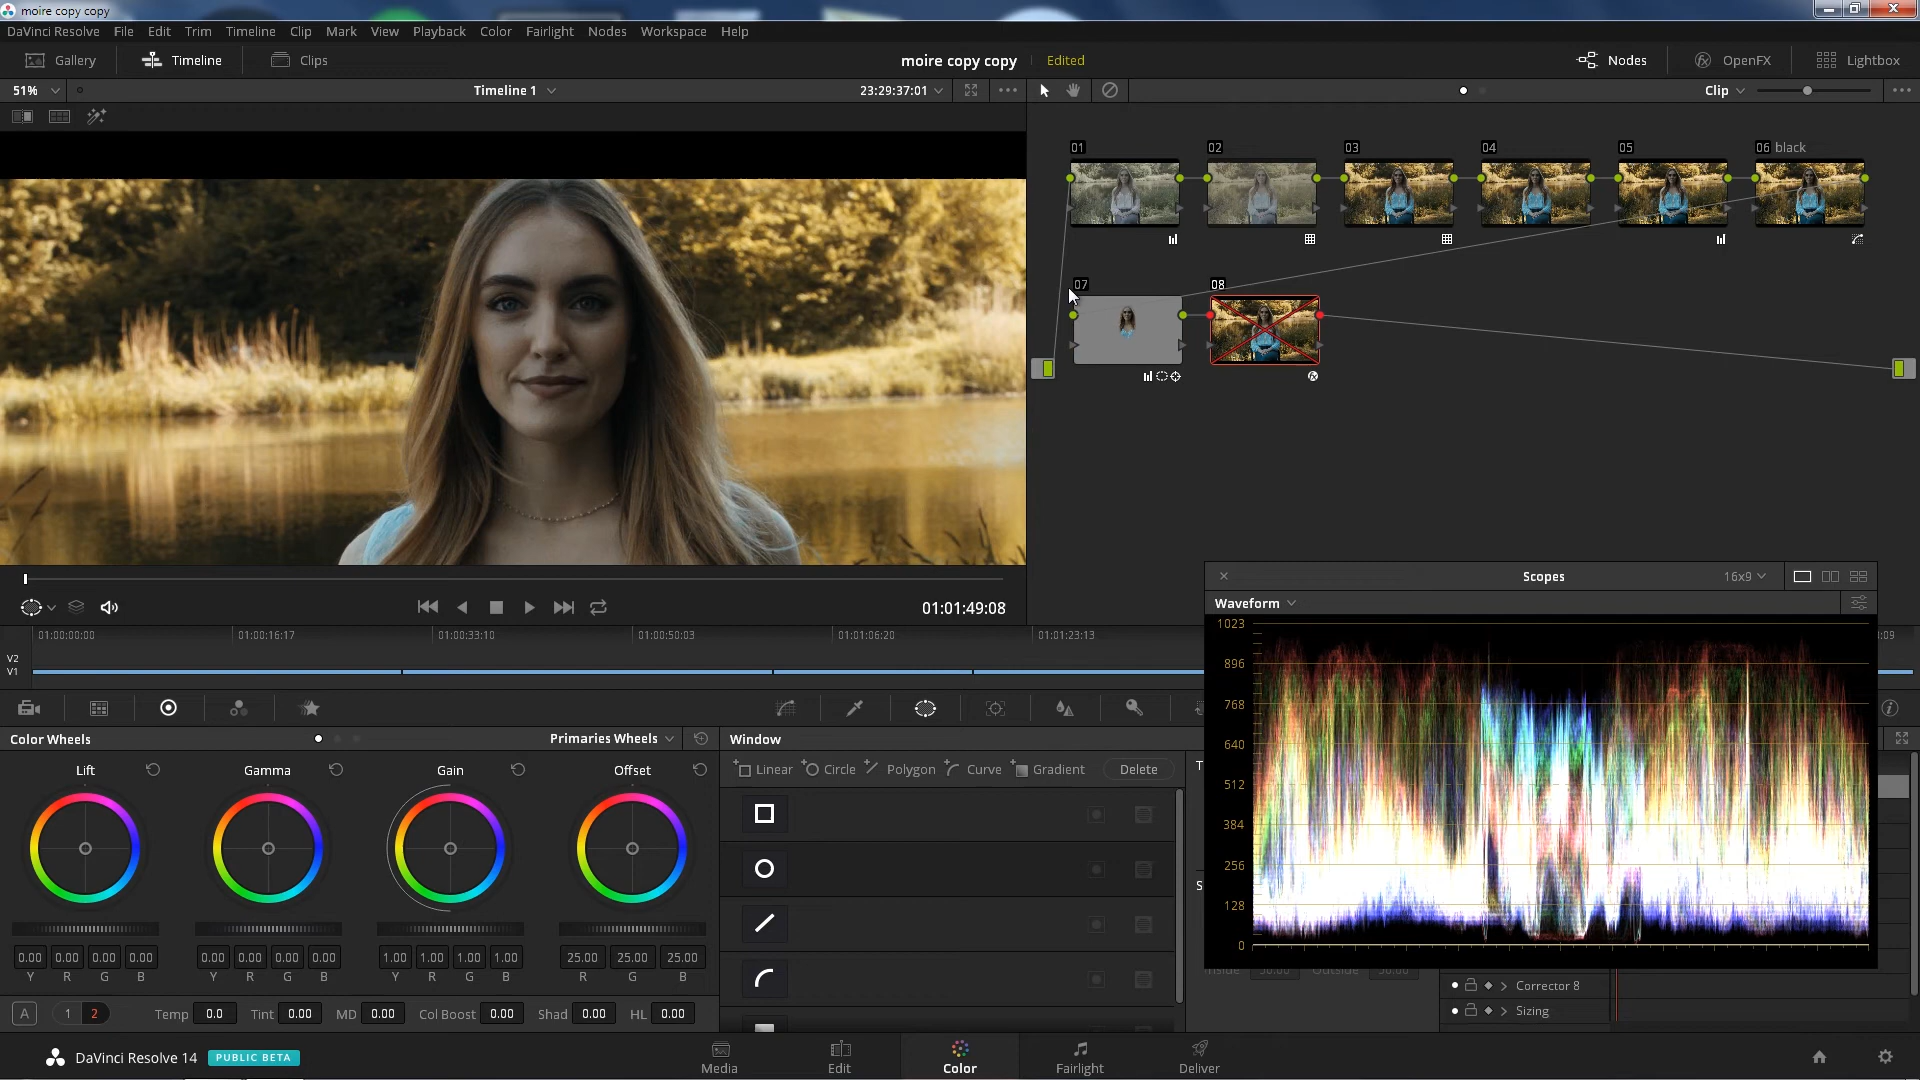 moire copy copy
DaVinci Resolve File Edit Trim Timeline Clip Mark View Playback Color Fairlight Nodes Workspace Help
Gallery Timeline Clips moire copy copy Edited Nodes OpenFX Lightbox
51% Timeline 1 23:29:37:01 Clip
01 02 03 04 05 06 black
07 08
Scopes 16x9
Waveform
1023
896
768
640
512
384
256
128
0
01:01:49:08
01:00:00:00 01:00:16:17 01:00:33:10 01:00:50:03 01:01:06:20 01:01:23:13 :09
V2
V1
Color Wheels Primaries Wheels Window
Lift Gamma Gain Offset
Linear Circle Polygon Curve Gradient Delete
0.00 0.00 0.00 0.00 0.00 0.00 0.00 0.00 1.00 1.00 1.00 1.00 25.00 25.00 25.00
Y R G B Y R G B Y R G B R G B
A 1 2 Temp 0.0 Tint 0.00 MD 0.00 Col Boost 0.00 Shad 0.00 HL 0.00
Corrector 8
Sizing
DaVinci Resolve 14 PUBLIC BETA
Media Edit Color Fairlight Deliver